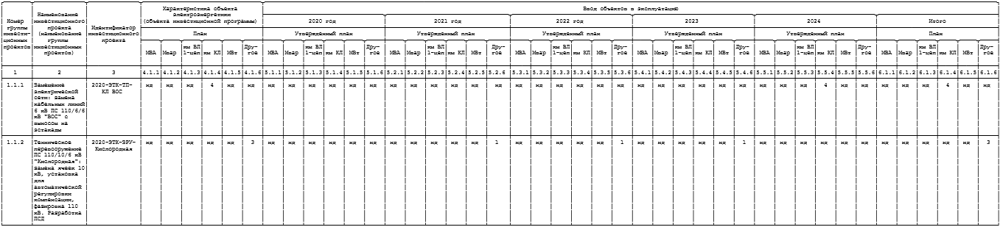 Характеristика объекта электроэнергетики (объекта инвестиционной программы) Ввод объектов в эксплуатацию
Номер группы инвести-ционных проектов Наименование инвестиционного проекта (наименование группы инвестиционных проектов) Идентификатор инвестиционного проекта
2020 год 2021 год 2022 год 2023 2024 Итого
План Утвержденный план Утвержденный план Утвержденный план Утвержденный план Утвержденный план План
МВА Мвар км ВЛ 1-цеп км КЛ МВт Дру-гое МВА Мвар км ВЛ 1-цеп км КЛ МВт Дру-гое МВА Мвар км ВЛ 1-цеп км КЛ МВт Дру-гое МВА Мвар км ВЛ 1-цеп км КЛ МВт Дру-гое МВА Мвар км ВЛ 1-цеп км КЛ МВт Дру-гое МВА Мвар км ВЛ 1-цеп км КЛ МВт Дру-гое МВА Мвар км ВЛ 1-цеп км КЛ МВт Дру-гое
1 2 3 4.1.1 4.1.2 4.1.3 4.1.4 4.1.5 4.1.6 5.1.1 5.1.2 5.1.3 5.1.4 5.1.5 5.1.6 5.2.1 5.2.2 5.2.3 5.2.4 5.2.5 5.2.6 5.3.1 5.3.2 5.3.3 5.3.4 5.3.5 5.3.6 5.4.1 5.4.2 5.4.3 5.4.4 5.4.5 5.4.6 5.5.1 5.5.2 5.5.3 5.5.4 5.5.5 5.5.6 6.1.1 6.1.2 6.1.3 6.1.4 6.1.5 6.1.6
1.1.1 Замещение 2020-ЭТК-ТП- нд нд нд 4 нд нд нд нд нд нд нд нд нд нд нд нд нд нд нд нд нд нд нд нд нд нд нд нд нд нд нд нд нд 4 нд нд нд нд нд 4 нд нд
электрической КЛ ВОС
сети: замена
кабельных линий
6 кВ ПС 110/6/6
кВ "ВОС" с
выносом на
эстакады
1.1.2 Техническое 2020-ЭТК-ЗРУ- нд нд нд нд нд 3 нд нд нд нд нд нд нд нд нд нд нд 1 нд нд нд нд нд 1 нд нд нд нд нд 1 нд нд нд нд нд нд нд нд нд нд нд 3
перевооружение Кислородная
ПС 110/10/6 кВ
"Кислородная":
замена ячеек 10
кВ, установка
для
автоматической
регулировки
компенсации,
фазировка 110
кВ. Разработка
ПСД